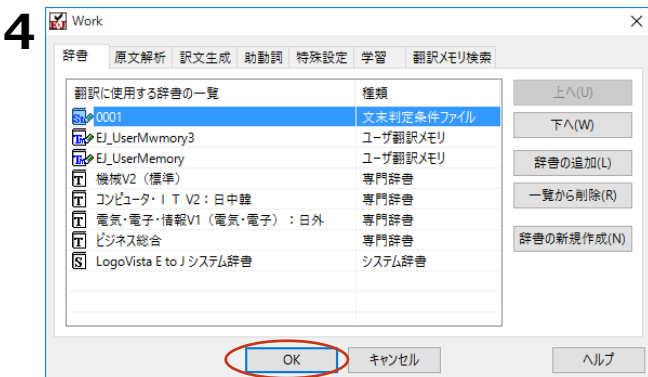 4
EJ Work
辞書 原文解析 訳文生成 助動詞 特殊設定 学習 翻訳メモリ検索
翻訳に使用する辞書の一覧 種類
St 0001 文末判定条件ファイル
Tm EJ_UserMwmory3 ユーザ翻訳メモリ
Tm EJ_UserMemory ユーザ翻訳メモリ
T 機械V2（標準） 専門辞書
T コンピュータ・ＩＴ V2：日中韓 専門辞書
T 電気・電子・情報V1（電気・電子）：日外 専門辞書
T ビジネス総合 専門辞書
S LogoVista E to J システム辞書 システム辞書
上へ(U)
下へ(W)
辞書の追加(L)
一覧から削除(R)
辞書の新規作成(N)
OK キャンセル ヘルプ